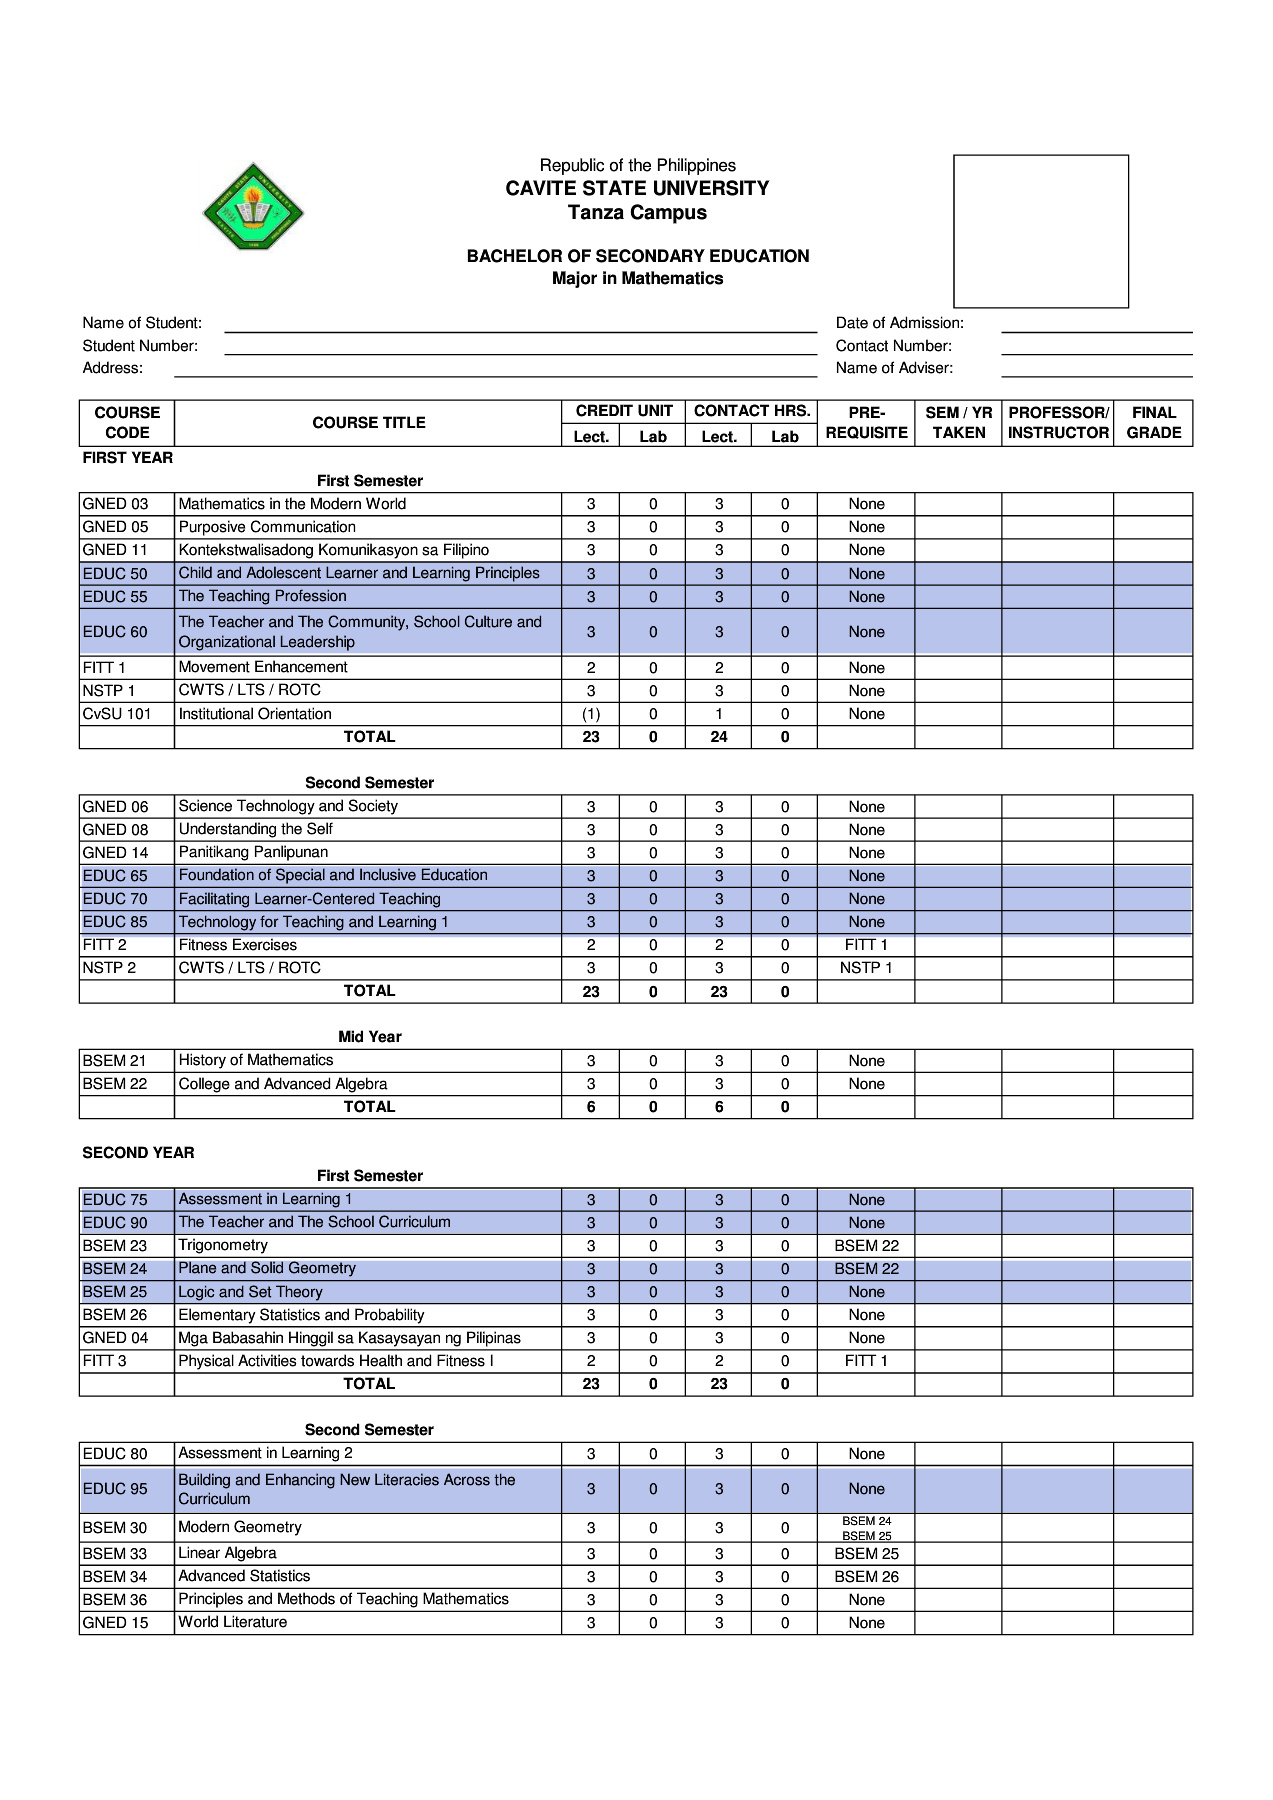 Republic of the Philippines
CAVITE STATE UNIVERSITY
Tanza Campus
BACHELOR OF SECONDARY EDUCATION
Major in Mathematics
Name of Student: Date of Admission:
Student Number: Contact Number:
Address: Name of Adviser:
COURSE CODE COURSE TITLE CREDIT UNIT CONTACT HRS. PRE-REQUISITE SEM / YR TAKEN PROFESSOR/ INSTRUCTOR FINAL GRADE
Lect. Lab Lect. Lab
FIRST YEAR
First Semester
GNED 03 Mathematics in the Modern World 3 0 3 0 None
GNED 05 Purposive Communication 3 0 3 0 None
GNED 11 Kontekstwalisadong Komunikasyon sa Filipino 3 0 3 0 None
EDUC 50 Child and Adolescent Learner and Learning Principles 3 0 3 0 None
EDUC 55 The Teaching Profession 3 0 3 0 None
EDUC 60 The Teacher and The Community, School Culture and Organizational Leadership 3 0 3 0 None
FITT 1 Movement Enhancement 2 0 2 0 None
NSTP 1 CWTS / LTS / ROTC 3 0 3 0 None
CvSU 101 Institutional Orientation (1) 0 1 0 None
TOTAL 23 0 24 0
Second Semester
GNED 06 Science Technology and Society 3 0 3 0 None
GNED 08 Understanding the Self 3 0 3 0 None
GNED 14 Panitikang Panlipunan 3 0 3 0 None
EDUC 65 Foundation of Special and Inclusive Education 3 0 3 0 None
EDUC 70 Facilitating Learner-Centered Teaching 3 0 3 0 None
EDUC 85 Technology for Teaching and Learning 1 3 0 3 0 None
FITT 2 Fitness Exercises 2 0 2 0 FITT 1
NSTP 2 CWTS / LTS / ROTC 3 0 3 0 NSTP 1
TOTAL 23 0 23 0
Mid Year
BSEM 21 History of Mathematics 3 0 3 0 None
BSEM 22 College and Advanced Algebra 3 0 3 0 None
TOTAL 6 0 6 0
SECOND YEAR
First Semester
EDUC 75 Assessment in Learning 1 3 0 3 0 None
EDUC 90 The Teacher and The School Curriculum 3 0 3 0 None
BSEM 23 Trigonometry 3 0 3 0 BSEM 22
BSEM 24 Plane and Solid Geometry 3 0 3 0 BSEM 22
BSEM 25 Logic and Set Theory 3 0 3 0 None
BSEM 26 Elementary Statistics and Probability 3 0 3 0 None
GNED 04 Mga Babasahin Hinggil sa Kasaysayan ng Pilipinas 3 0 3 0 None
FITT 3 Physical Activities towards Health and Fitness I 2 0 2 0 FITT 1
TOTAL 23 0 23 0
Second Semester
EDUC 80 Assessment in Learning 2 3 0 3 0 None
EDUC 95 Building and Enhancing New Literacies Across the Curriculum 3 0 3 0 None
BSEM 30 Modern Geometry 3 0 3 0 BSEM 24 BSEM 25
BSEM 33 Linear Algebra 3 0 3 0 BSEM 25
BSEM 34 Advanced Statistics 3 0 3 0 BSEM 26
BSEM 36 Principles and Methods of Teaching Mathematics 3 0 3 0 None
GNED 15 World Literature 3 0 3 0 None